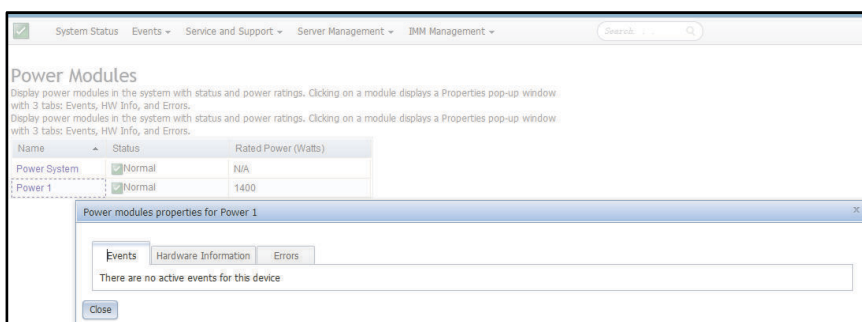 System Status Events Service and Support Server Management IMM Management Search...
Power Modules
Display power modules in the system with status and power ratings. Clicking on a module displays a Properties pop-up window
with 3 tabs: Events, HW Info, and Errors.
Display power modules in the system with status and power ratings. Clicking on a module displays a Properties pop-up window
with 3 tabs: Events, HW Info, and Errors.
Name Status Rated Power (Watts)
Power System Normal N/A
Power 1 Normal 1400
Power modules properties for Power 1 x
Events Hardware Information Errors
There are no active events for this device
Close